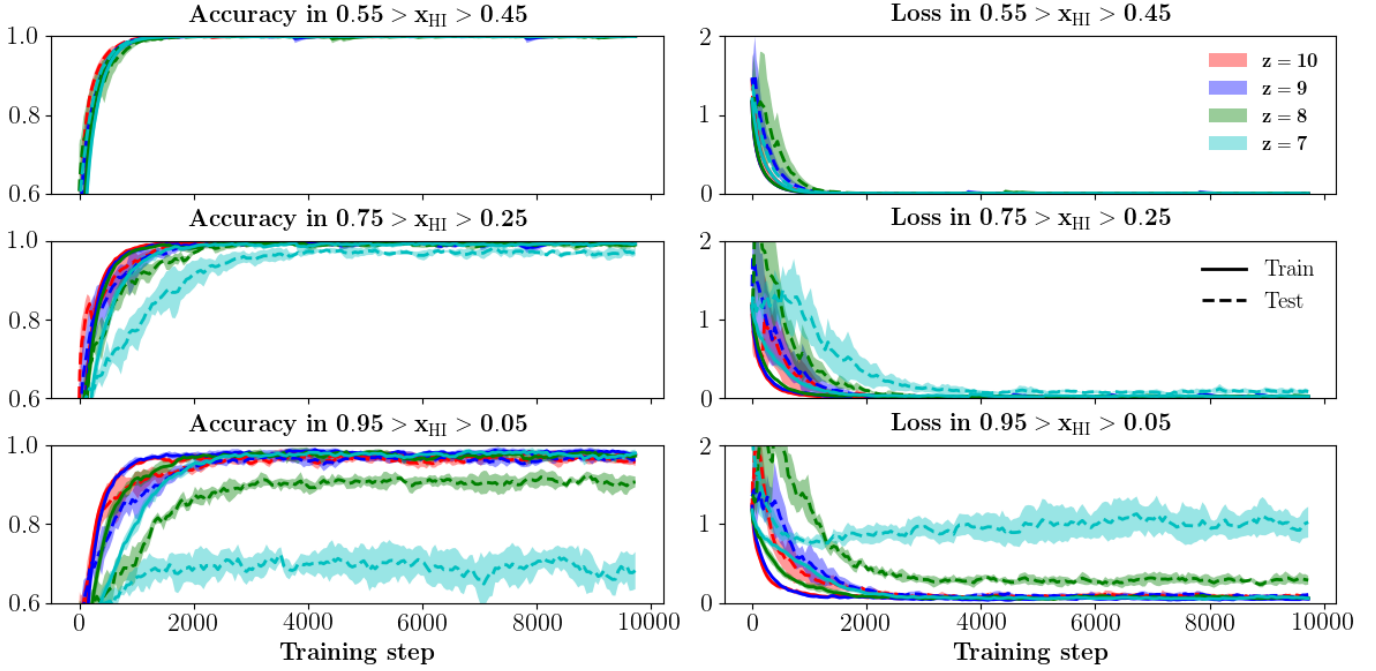 Accuracy in 0.55 > x_HI > 0.45
1.0
0.8
0.6
Loss in 0.55 > x_HI > 0.45
2
1
0
z = 10
z = 9
z = 8
z = 7
Accuracy in 0.75 > x_HI > 0.25
1.0
0.8
0.6
Loss in 0.75 > x_HI > 0.25
2
1
0
Train
Test
Accuracy in 0.95 > x_HI > 0.05
1.0
0.8
0.6
0 2000 4000 6000 8000 10000
Training step
Loss in 0.95 > x_HI > 0.05
2
1
0
0 2000 4000 6000 8000 10000
Training step